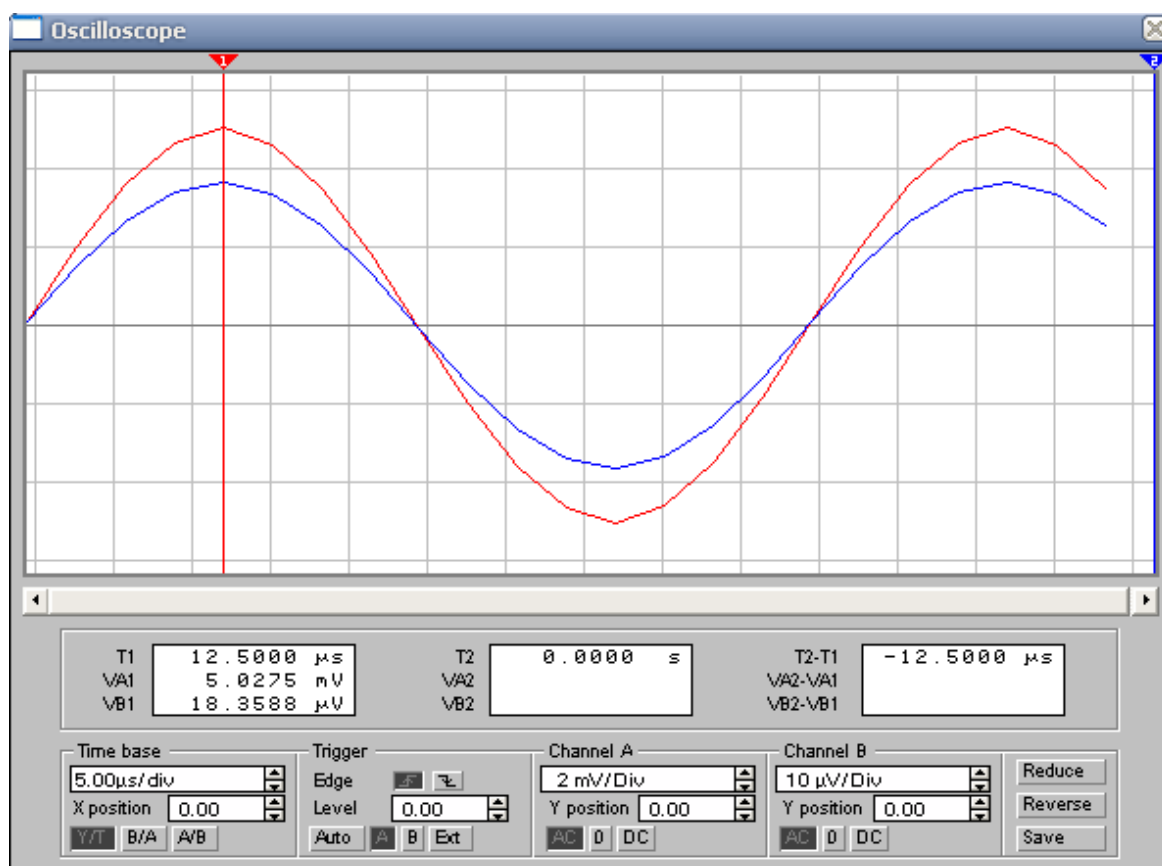 Oscilloscope
1 2
T1 12.5000 µs T2 0.0000 s T2-T1 -12.5000 µs
VA1 5.0275 mV VA2 VA2-VA1
VB1 18.3588 µV VB2 VB2-VB1
Time base Trigger Channel A Channel B
5.00µs/div Edge 2 mV/Div 10 µV/Div Reduce
X position 0.00 Level 0.00 Y position 0.00 Y position 0.00 Reverse
Y/T B/A A/B Auto A B Ext AC 0 DC AC 0 DC Save